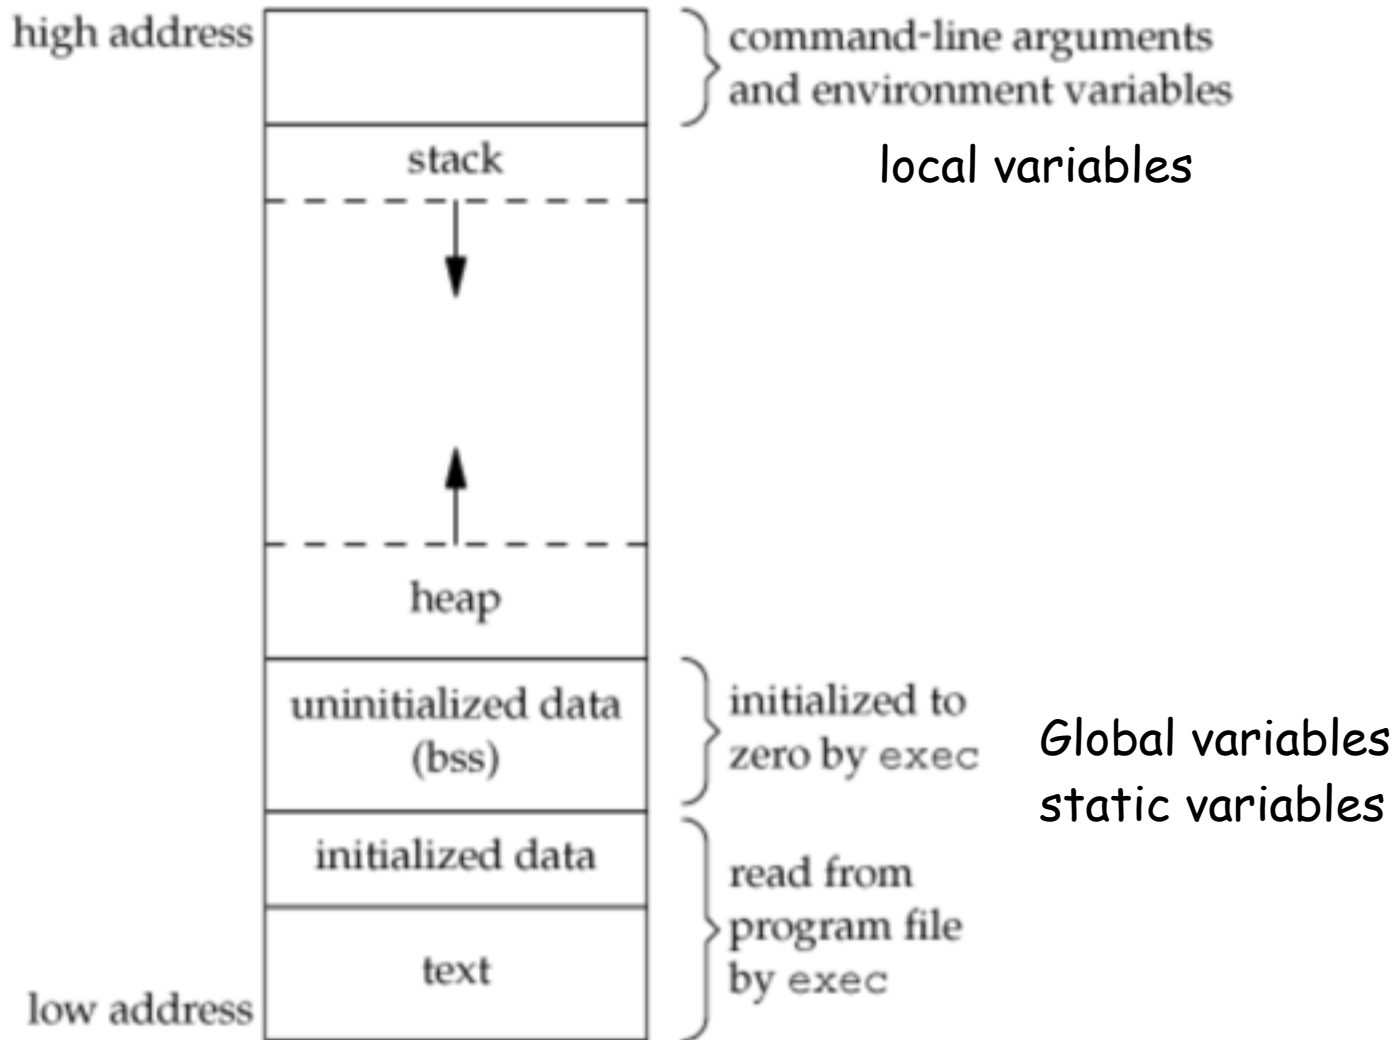 high address
command-line arguments
and environment variables
stack
local variables
heap
uninitialized data
(bss)
initialized to
zero by exec
Global variables
static variables
initialized data
read from
program file
by exec
text
low address